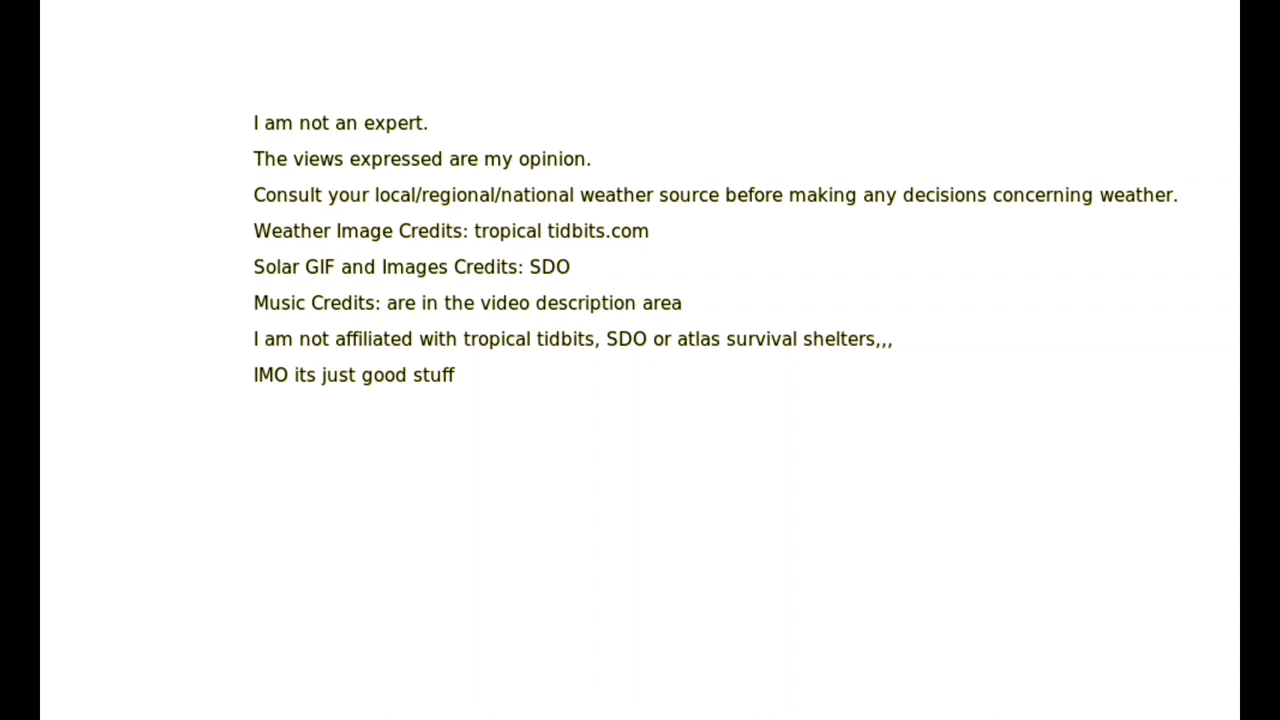 I am not an expert.
The views expressed are my opinion.
Consult your local/regional/national weather source before making any decisions concerning weather.
Weather Image Credits: tropical tidbits.com
Solar GIF and Images Credits: SDO
Music Credits: are in the video description area
I am not affiliated with tropical tidbits, SDO or atlas survival shelters,,,
IMO its just good stuff